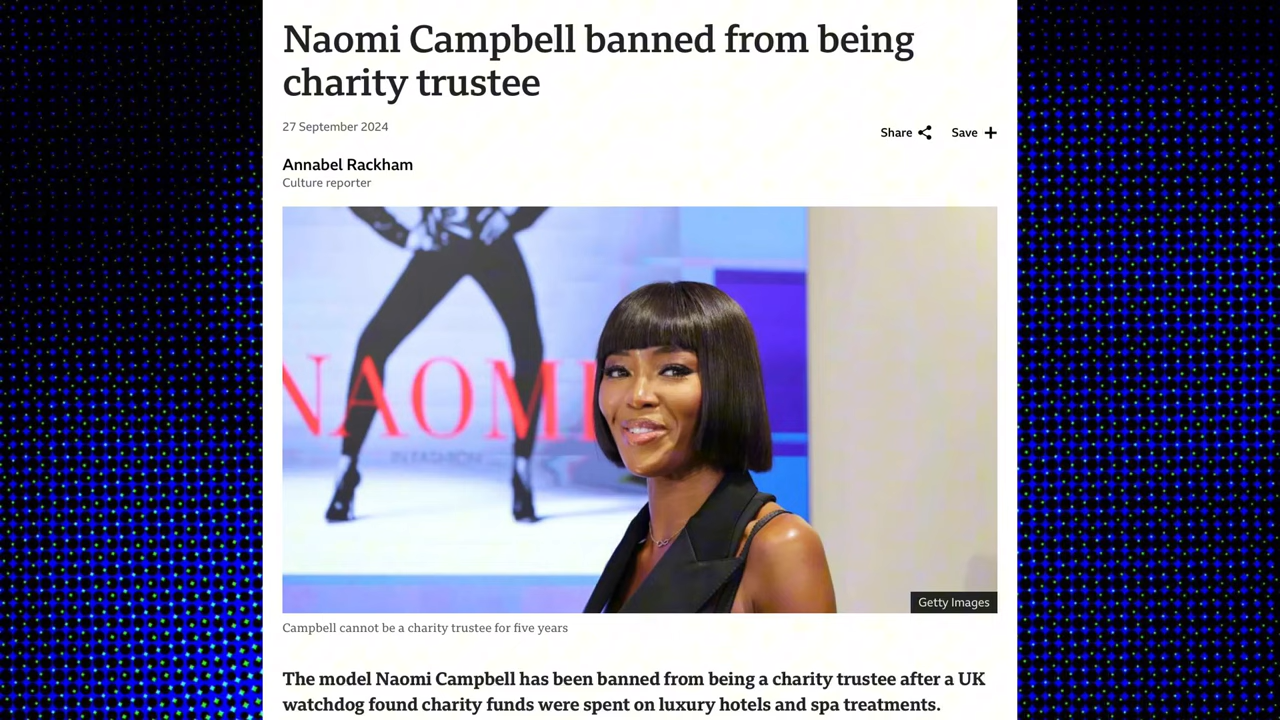 Naomi Campbell banned from being
charity trustee
27 September 2024
Share
Save
Annabel Rackham
Culture reporter
NAOMI
IN FASHION
Getty Images
Campbell cannot be a charity trustee for five years
The model Naomi Campbell has been banned from being a charity trustee after a UK
watchdog found charity funds were spent on luxury hotels and spa treatments.